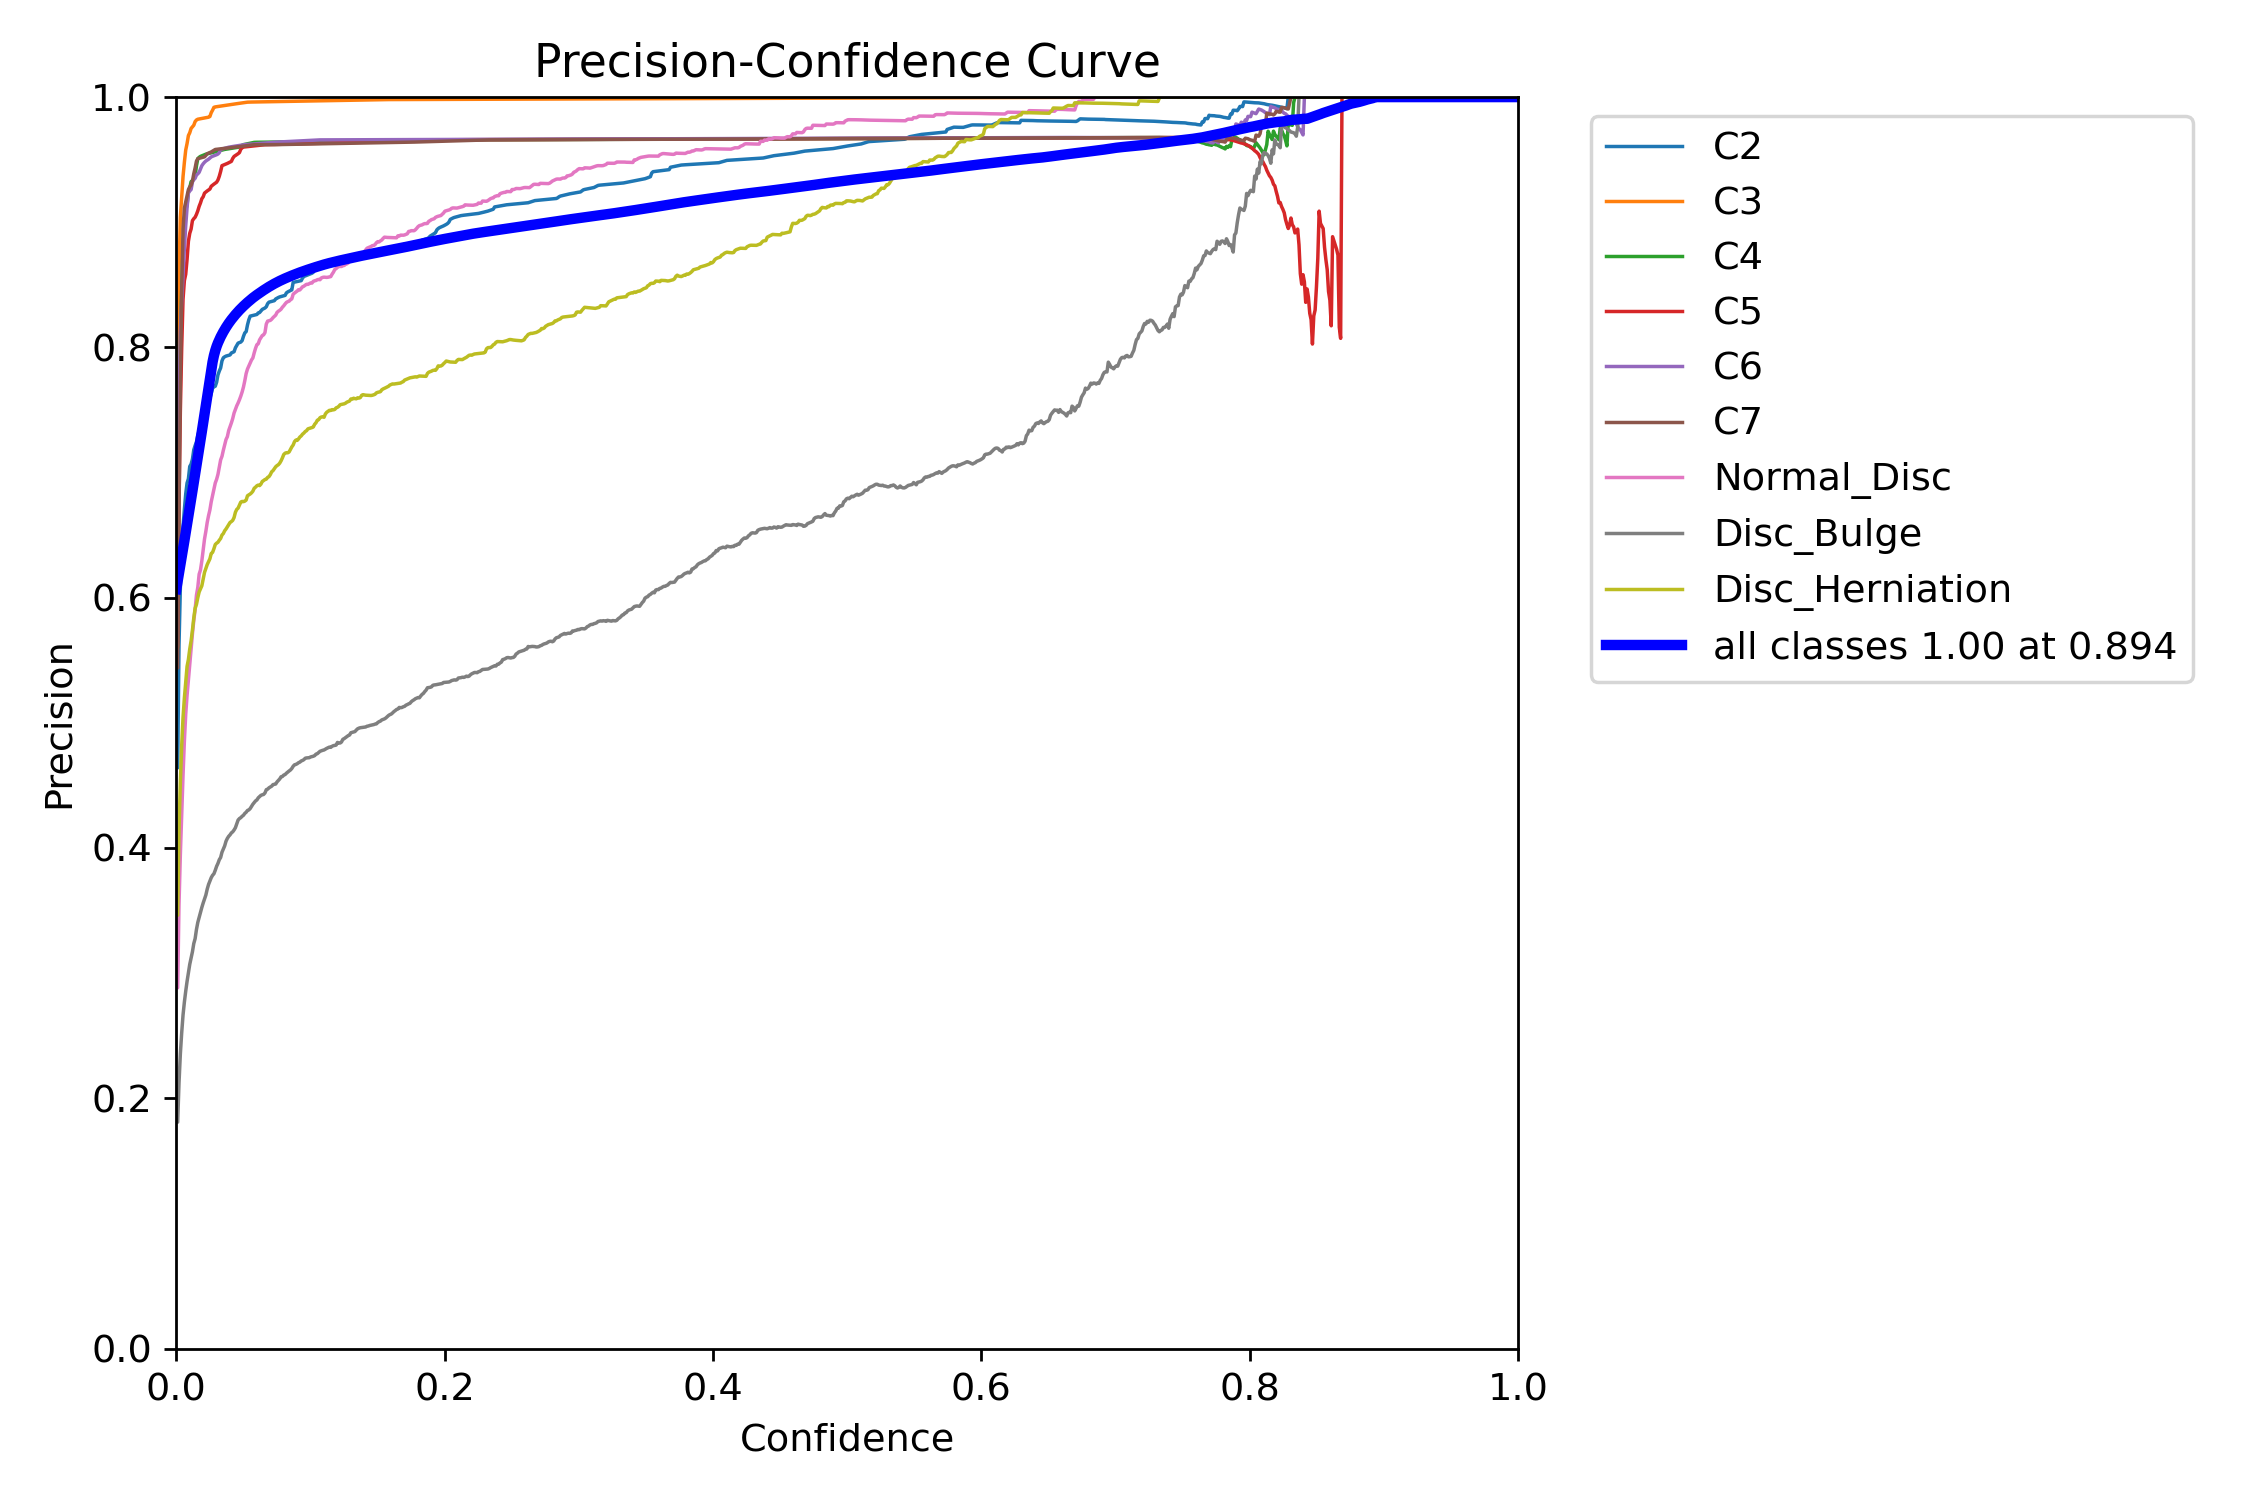 Precision-Confidence Curve
1.0
0.8
0.6
0.4
0.2
0.0
Precision
0.0 0.2 0.4 0.6 0.8 1.0
Confidence
C2
C3
C4
C5
C6
C7
Normal_Disc
Disc_Bulge
Disc_Herniation
all classes 1.00 at 0.894